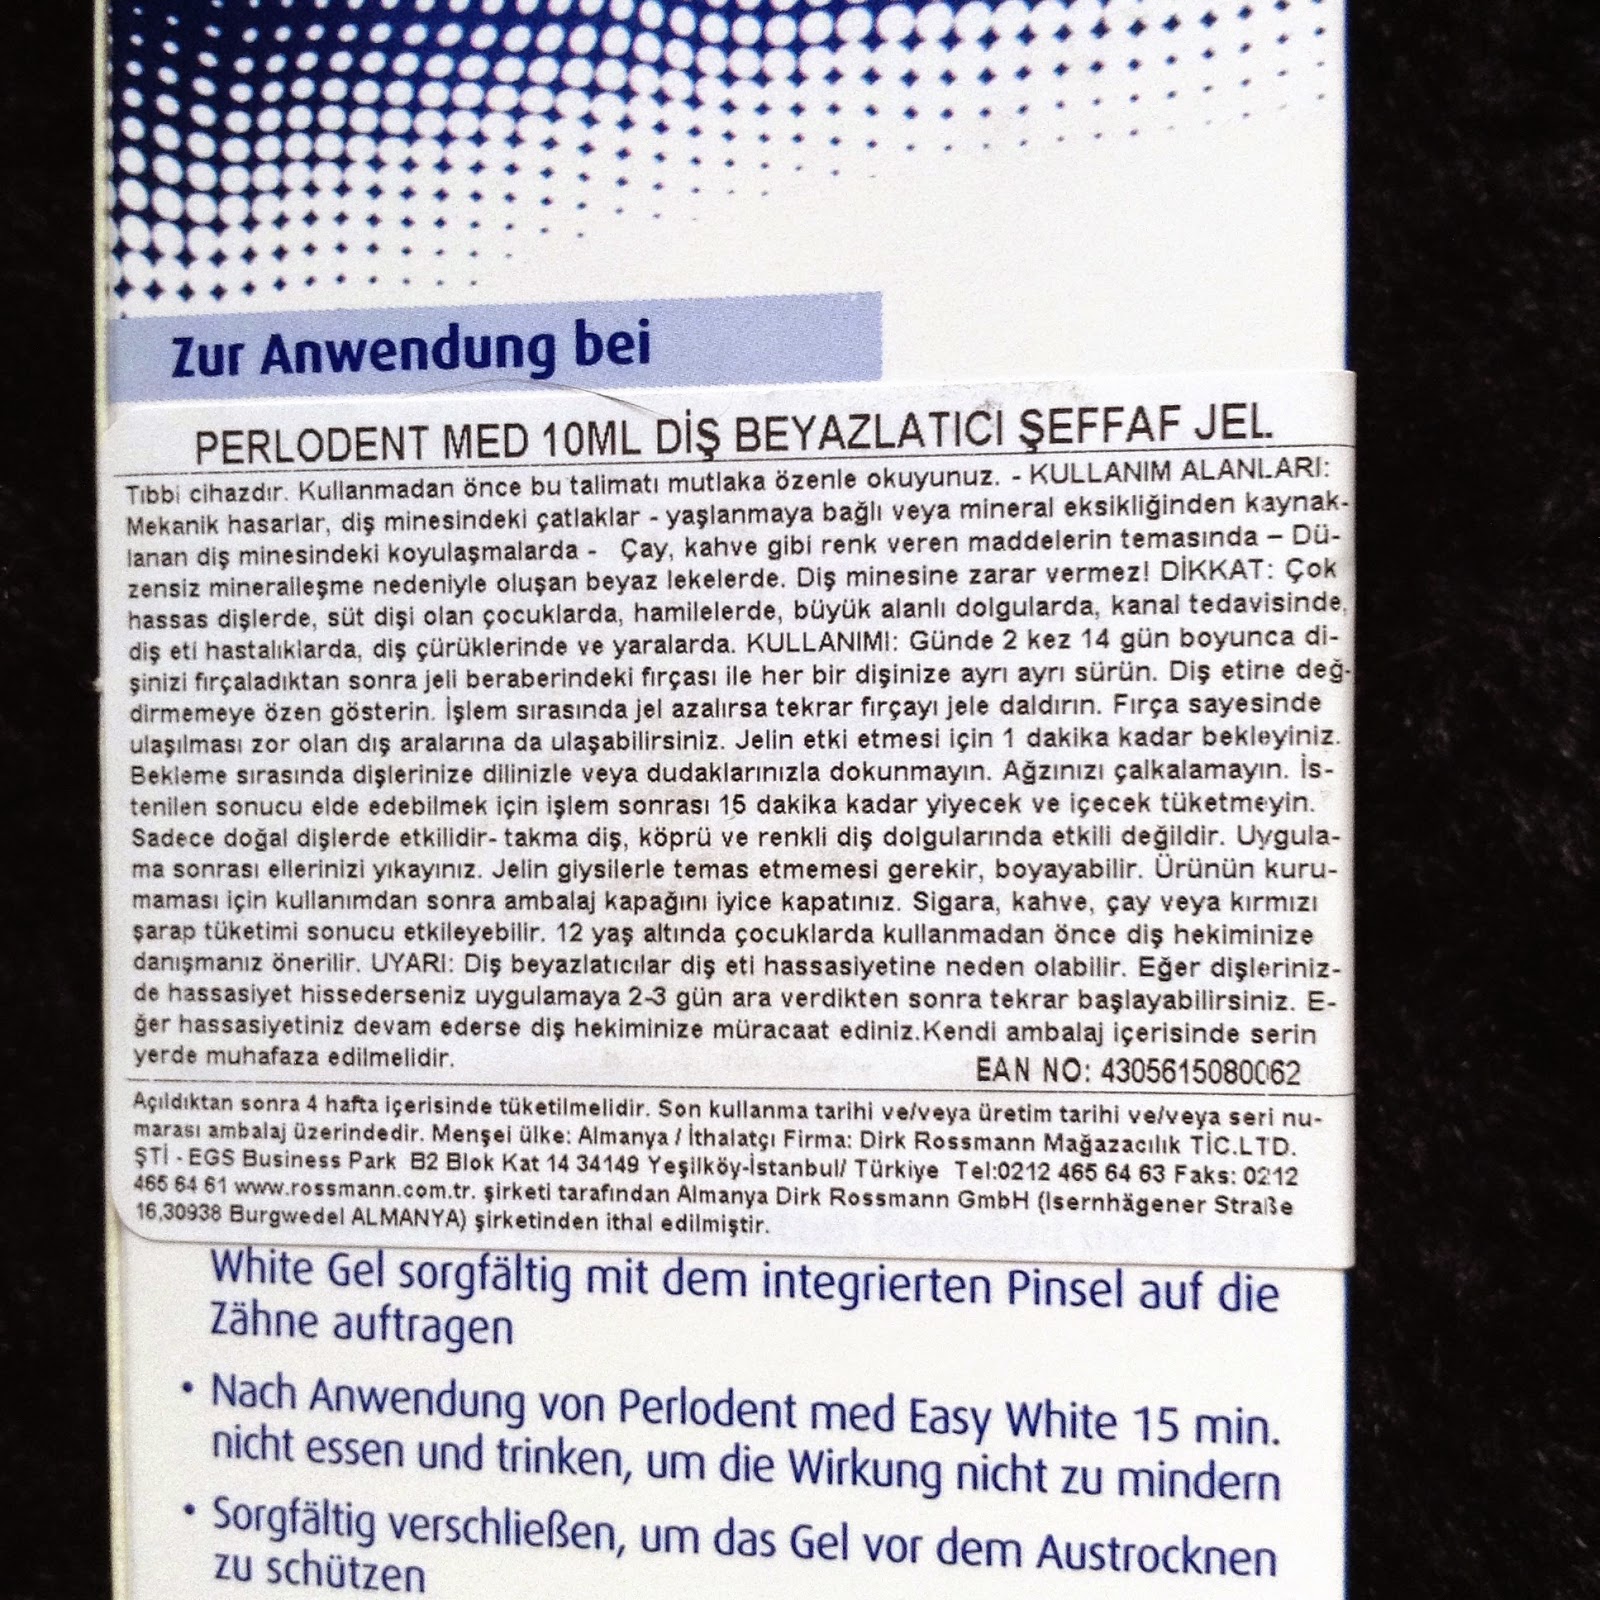 Zur Anwendung bei
PERLODENT MED 10ML DİŞ BEYAZLATICI ŞEFFAF JEL.
Tıbbi cihazdır. Kullanmadan önce bu talimatı mutlaka özenle okuyunuz. - KULLANIM ALANLARI:
Mekanik hasarlar, diş minesindeki çatlaklar - yaşlanmaya bağlı veya mineral eksikliğinden kaynak-
lanan diş minesindeki koyulaşmalarda - Çay, kahve gibi renk veren maddelerin temasında – Dü-
zensiz mineralleşme nedeniyle oluşan beyaz lekelerde. Diş minesine zarar vermez! DİKKAT: Çok
hassas dişlerde, süt dişi olan çocuklarda, hamilelerde, büyük alanlı dolgularda, kanal tedavisinde,
diş eti hastalıklarda, diş çürüklerinde ve yaralarda. KULLANIMI: Günde 2 kez 14 gün boyunca di-
şinizi fırçaladıktan sonra jeli beraberindeki fırçası ile her bir dişinize ayrı ayrı sürün. Diş etine değ-
dirmemeye özen gösterin. İşlem sırasında jel azalırsa tekrar fırçayı jele daldırın. Fırça sayesinde
ulaşılması zor olan dış aralarına da ulaşabilirsiniz. Jelin etki etmesi için 1 dakika kadar bekleyiniz.
Bekleme sırasında dişlerinize dilinizle veya dudaklarınızla dokunmayın. Ağzınızı çalkalamayın. İs-
tenilen sonucu elde edebilmek için işlem sonrası 15 dakika kadar yiyecek ve içecek tüketmeyin.
Sadece doğal dişlerde etkilidir- takma diş, köprü ve renkli diş dolgularında etkili değildir. Uygula-
ma sonrası ellerinizi yıkayınız. Jelin giysilerle temas etmemesi gerekir, boyayabilir. Ürünün kuru-
maması için kullanımdan sonra ambalaj kapağını iyice kapatınız. Sigara, kahve, çay veya kırmızı
şarap tüketimi sonucu etkileyebilir. 12 yaş altında çocuklarda kullanmadan önce diş hekiminize
danışmanız önerilir. UYARI: Diş beyazlatıcılar diş eti hassasiyetine neden olabilir. Eğer dişleriniz-
de hassasiyet hissederseniz uygulamaya 2-3 gün ara verdikten sonra tekrar başlayabilirsiniz. E-
ğer hassasiyetiniz devam ederse diş hekiminize müracaat ediniz.Kendi ambalaj içerisinde serin
yerde muhafaza edilmelidir.
EAN NO: 4305615080062
Açıldıktan sonra 4 hafta içerisinde tüketilmelidir. Son kullanma tarihi ve/veya üretim tarihi ve/veya seri nu-
marası ambalaj üzerindedir. Menşei ülke: Almanya / İthalatçı Firma: Dirk Rossmann Mağazacılık TİC.LTD.
ŞTİ - EGS Business Park B2 Blok Kat 14 34149 Yeşilköy-İstanbul/ Türkiye Tel:0212 465 64 63 Faks: 0212
465 64 61 www.rossmann.com.tr. şirketi tarafından Almanya Dirk Rossmann GmbH (Isernhägener Straße
16,30938 Burgwedel ALMANYA) şirketinden ithal edilmiştir.
White Gel sorgfältig mit dem integrierten Pinsel auf die
Zähne auftragen
• Nach Anwendung von Perlodent med Easy White 15 min.
nicht essen und trinken, um die Wirkung nicht zu mindern
• Sorgfältig verschließen, um das Gel vor dem Austrocknen
zu schützen